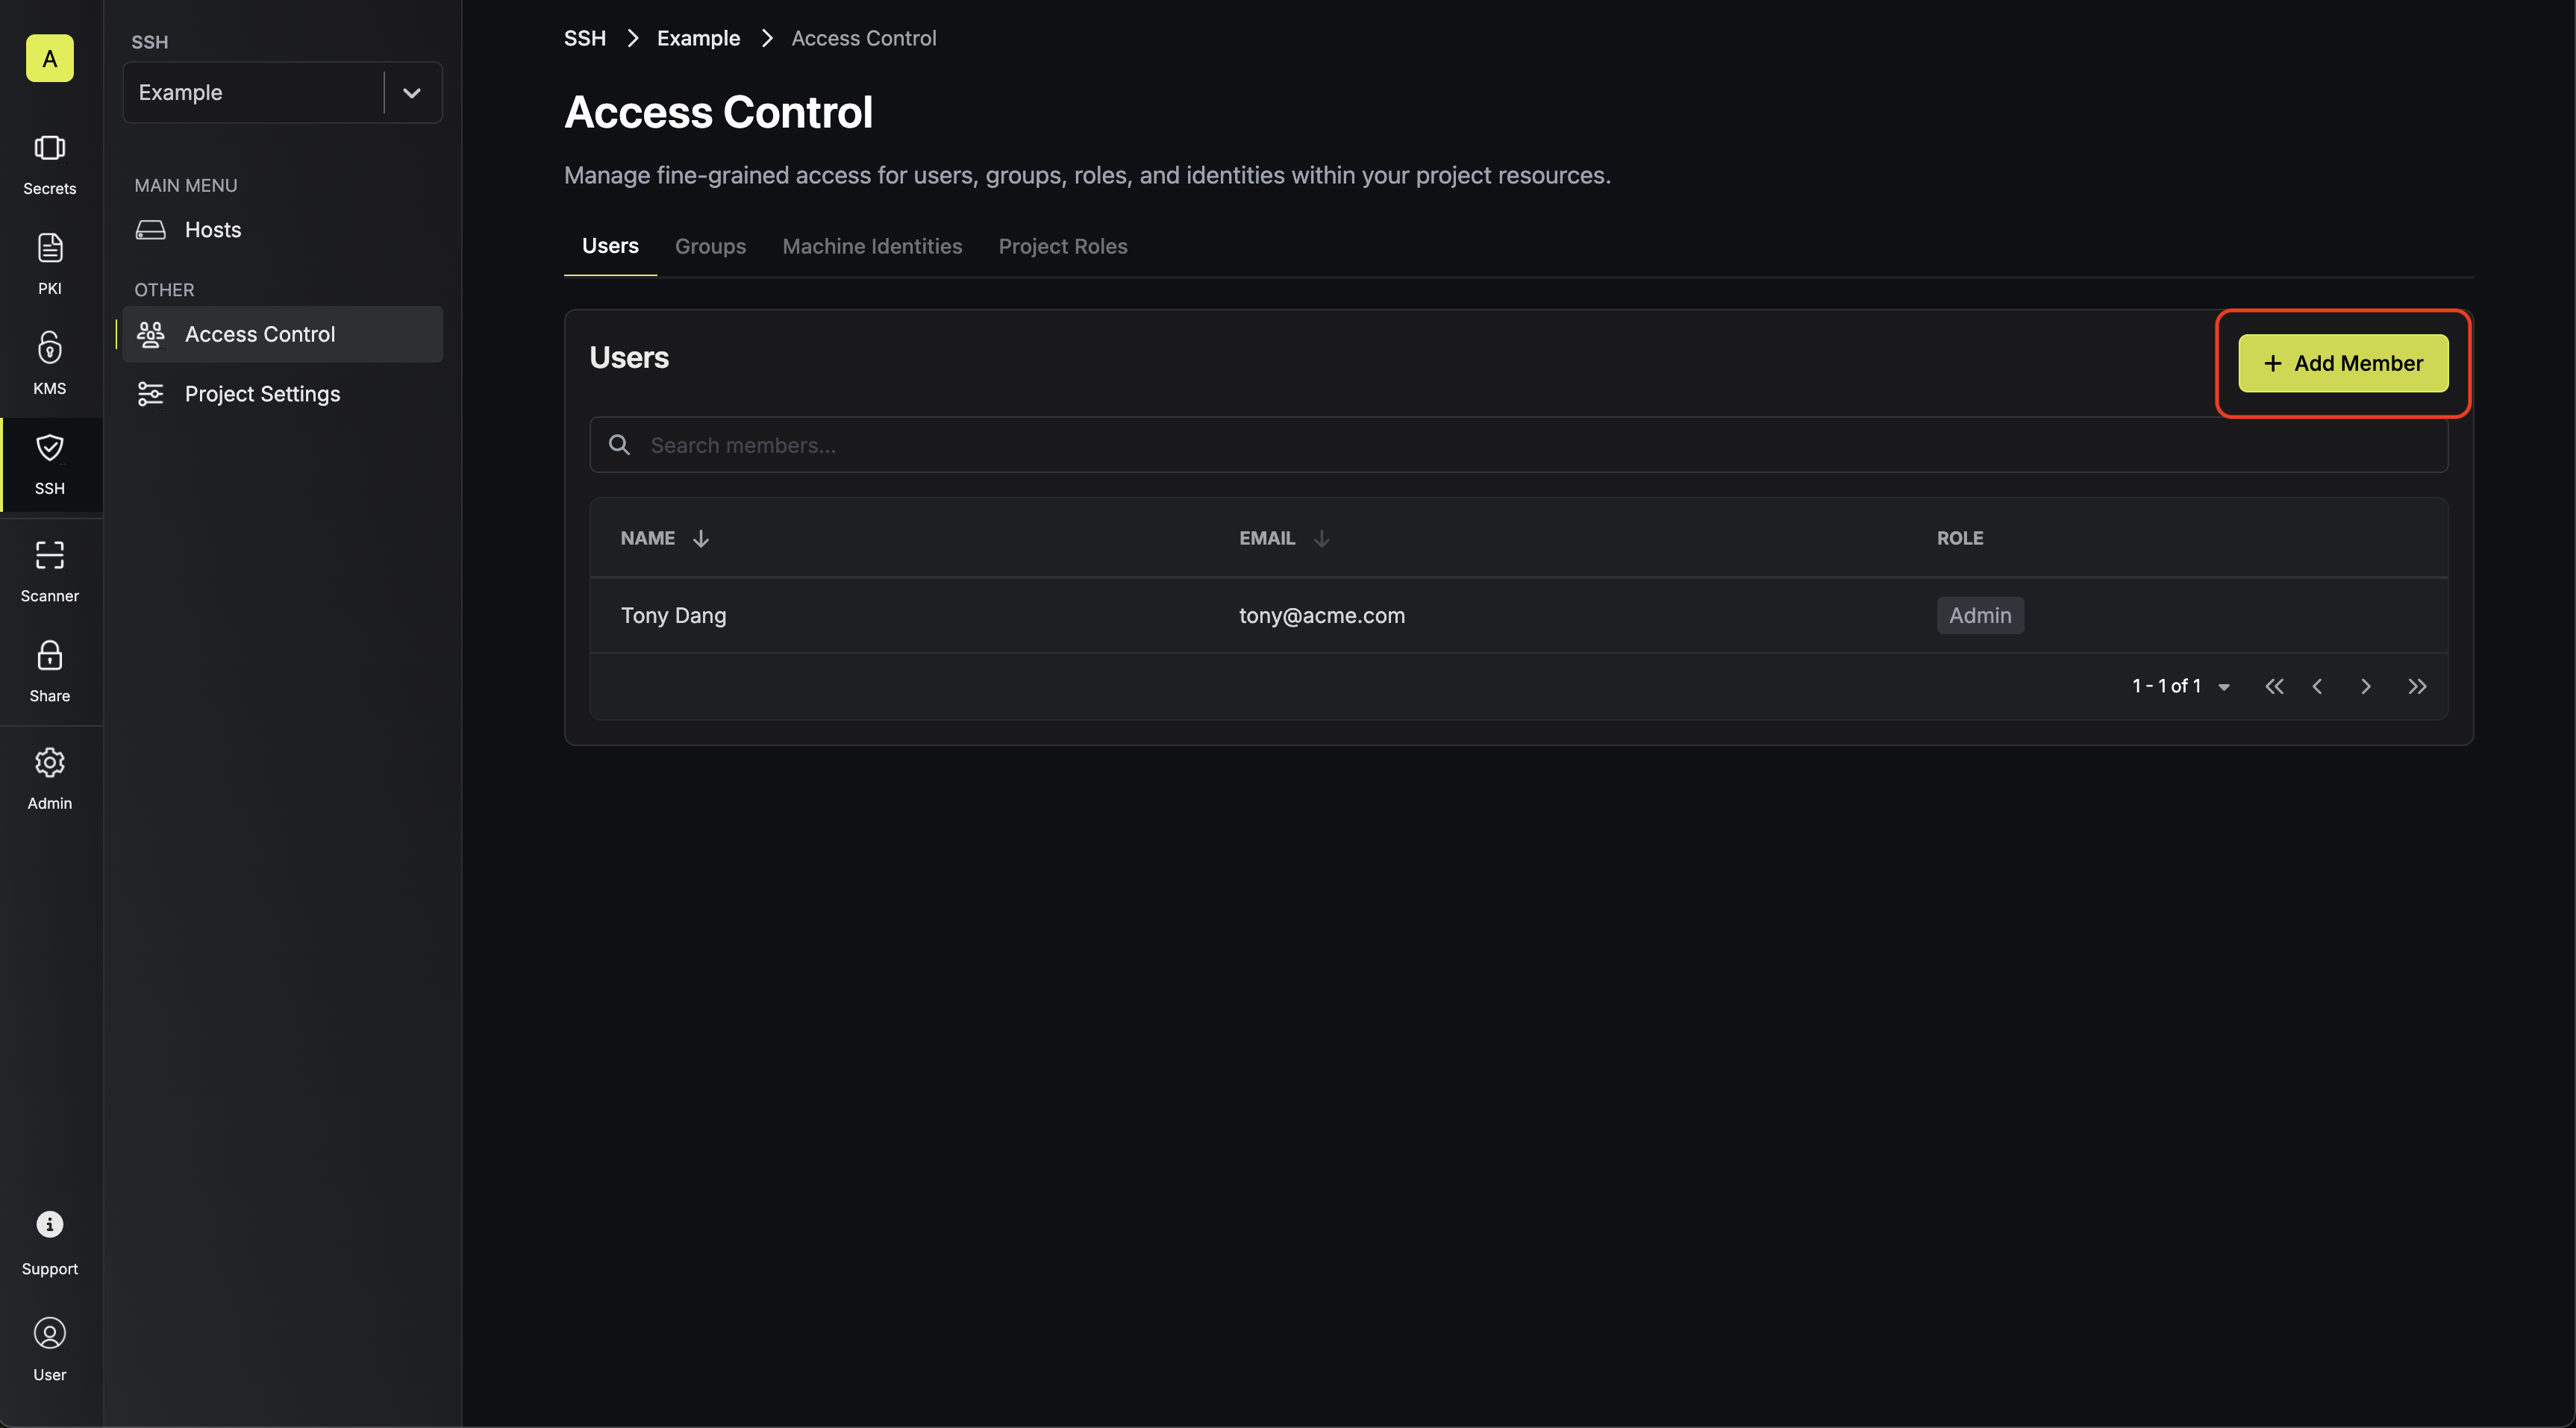 A
Secrets
PKI
KMS
SSH
Scanner
Share
Admin
Support
User
SSH
Example
MAIN MENU
Hosts
OTHER
Access Control
Project Settings
SSH > Example > Access Control
Access Control
Manage fine-grained access for users, groups, roles, and identities within your project resources.
Users Groups Machine Identities Project Roles
Users
+ Add Member
Search members...
NAME EMAIL ROLE
Tony Dang tony@acme.com Admin
1 - 1 of 1